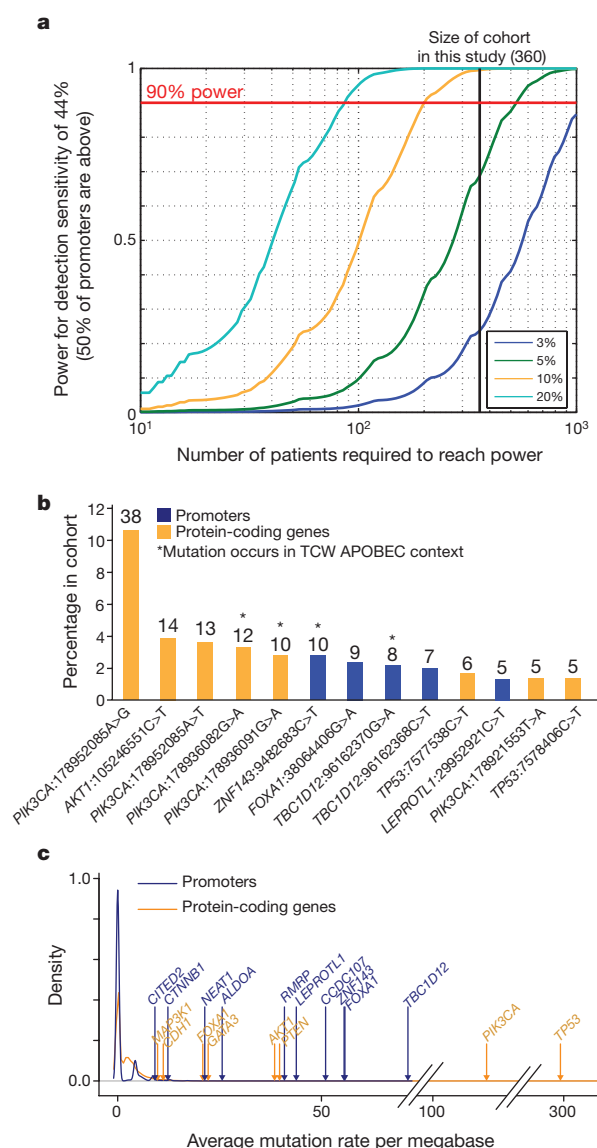 a
Size of cohort
in this study (360)
1
90% power
0.5
0
Power for detection sensitivity of 44%
(50% of promoters are above)
3%
5%
10%
20%
10¹
10²
10³
Number of patients required to reach power
b
Promoters
Protein-coding genes
*Mutation occurs in TCW APOBEC context
Percentage in cohort
12
10
8
6
4
2
0
38
14
13
*
12
*
10
*
10
9
*
8
7
6
5
5
5
PIK3CA:178952085A>G
AKT1:105246551C>T
PIK3CA:178952085A>T
PIK3CA:178936082G>A
PIK3CA:178936091G>A
ZNF143:9482683C>T
FOXA1:38064406G>A
TBC1D12:96162370G>A
TBC1D12:96162368C>T
TP53:7577538C>T
LEPROTL1:29952921C>T
PIK3CA:178921553T>A
TP53:7578406C>T
c
Promoters
Protein-coding genes
Density
1.0
0.0
CITED2
CTNNB1
NEAT1
ALDOA
RMRP
LEPROTL1
CCDC107
ZNF143
FOXA1
TBC1D12
MAP3K1
CDH1
FOXA1
GATA3
AKT1
PTEN
PIK3CA
TP53
0
50
100
300
Average mutation rate per megabase